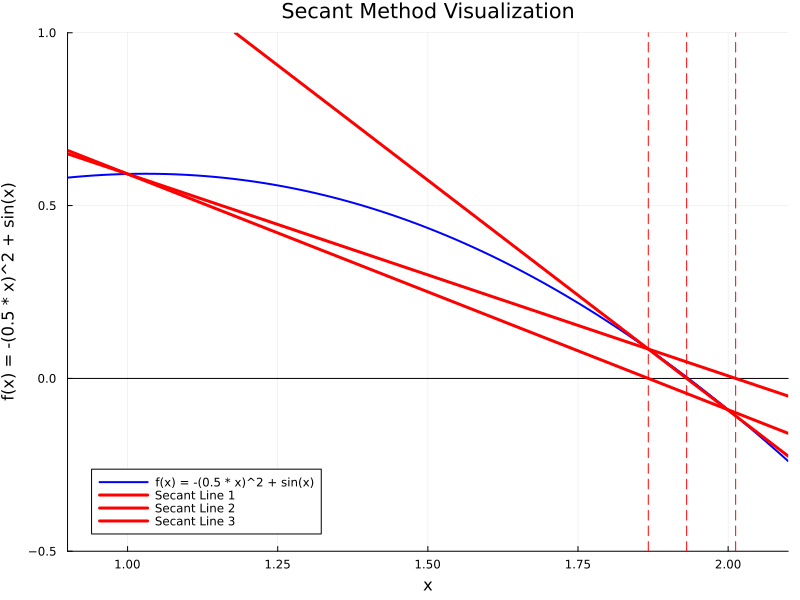 Secant Method Visualization
f(x) = -(0.5 * x)^2 + sin(x)
1.0
0.5
0.0
−0.5
f(x) = -(0.5 * x)^2 + sin(x)
Secant Line 1
Secant Line 2
Secant Line 3
1.00 1.25 1.50 1.75 2.00
x